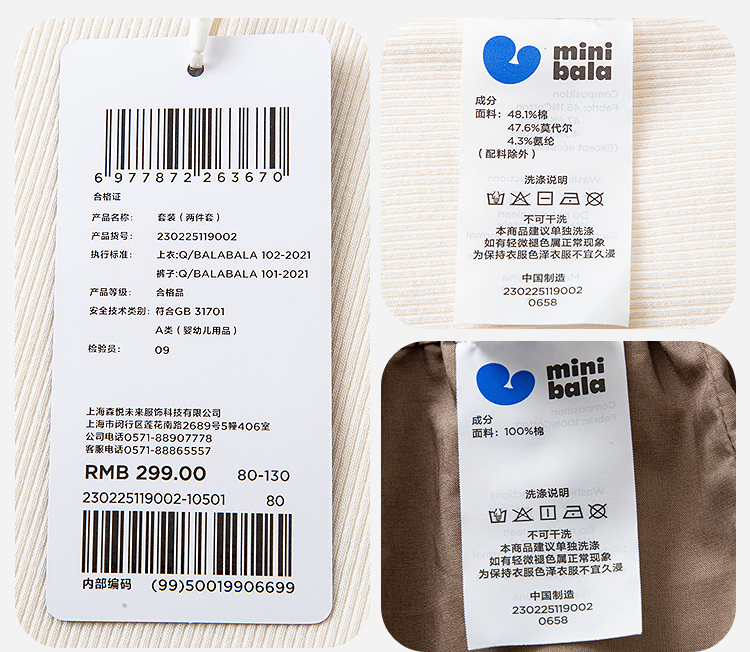 6 977872 263670
合格证
产品名称: 套装（两件套）
产品货号: 230225119002
执行标准: 上衣:Q/BALABALA 102-2021
裤子:Q/BALABALA 101-2021
产品等级: 合格品
安全技术类别: 符合GB 31701
A类（婴幼儿用品）
检验员: 09
上海森悦未来服饰科技有限公司
上海市闵行区莲花南路2689号5幢406室
公司电话0571-88907778
客服电话0571-88865557
RMB 299.00 80-130
230225119002-10501 80
内部编码 (99)50019906699
mini
bala
成分
面料: 48.1%棉
47.6%莫代尔
4.3%氨纶
（配料除外）
洗涤说明
不可干洗
本商品建议单独洗涤
如有轻微褪色属正常现象
为保持衣服色泽衣服不宜久浸
中国制造
230225119002
0658
mini
bala
成分
面料: 100%棉
洗涤说明
不可干洗
本商品建议单独洗涤
如有轻微褪色属正常现象
为保持衣服色泽衣服不宜久浸
中国制造
230225119002
0658